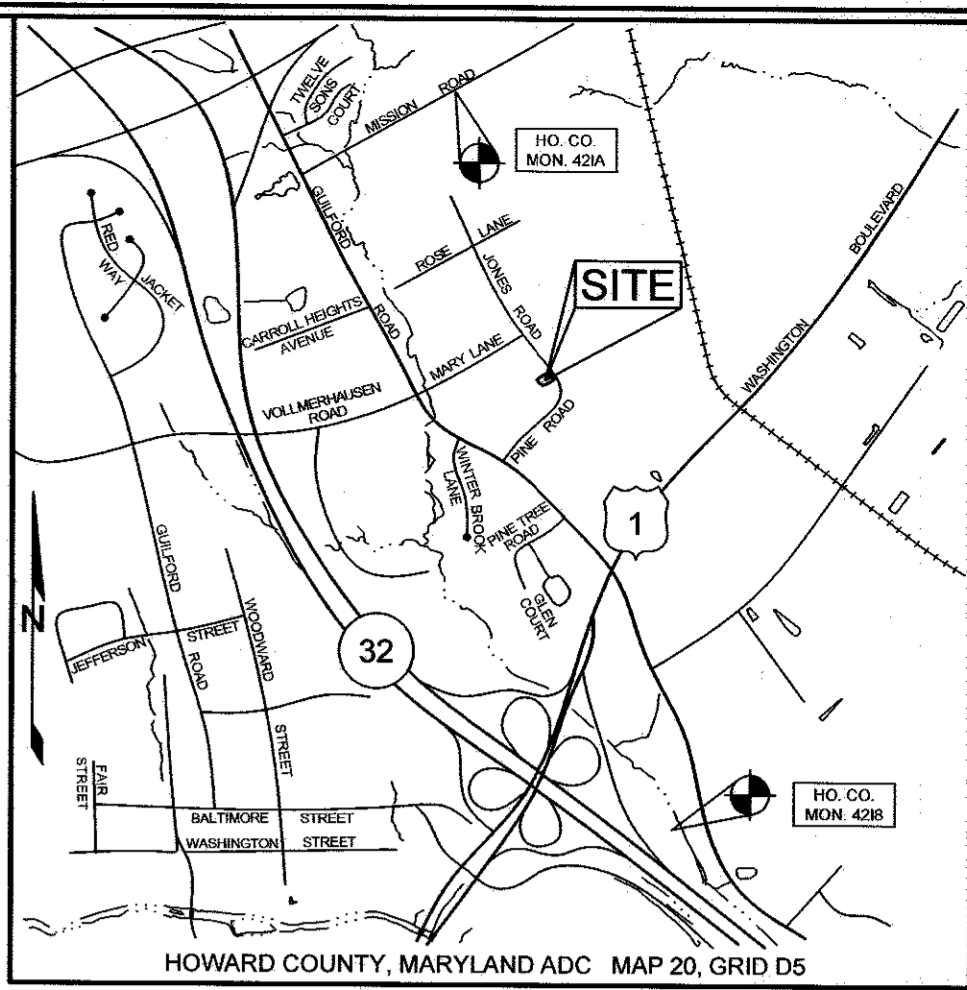 TWELVE
SONS
COURT
MISSION ROAD
HO. CO.
MON. 421A
GUILFORD
ROAD
ROSE LANE
JONES ROAD
SITE
RED
JACKET
WAY
CARROLL HEIGHTS
AVENUE
MARY LANE
VOLLMERHAUSEN
ROAD
PINE ROAD
WASHINGTON BOULEVARD
WINTER BROOK
LANE
PINE TREE
ROAD
GLEN
COURT
1
N
GUILFORD
ROAD
WOODWARD
STREET
JEFFERSON STREET
32
FAIR
STREET
BALTIMORE STREET
WASHINGTON STREET
HO. CO.
MON. 4218
HOWARD COUNTY, MARYLAND ADC MAP 20, GRID D5